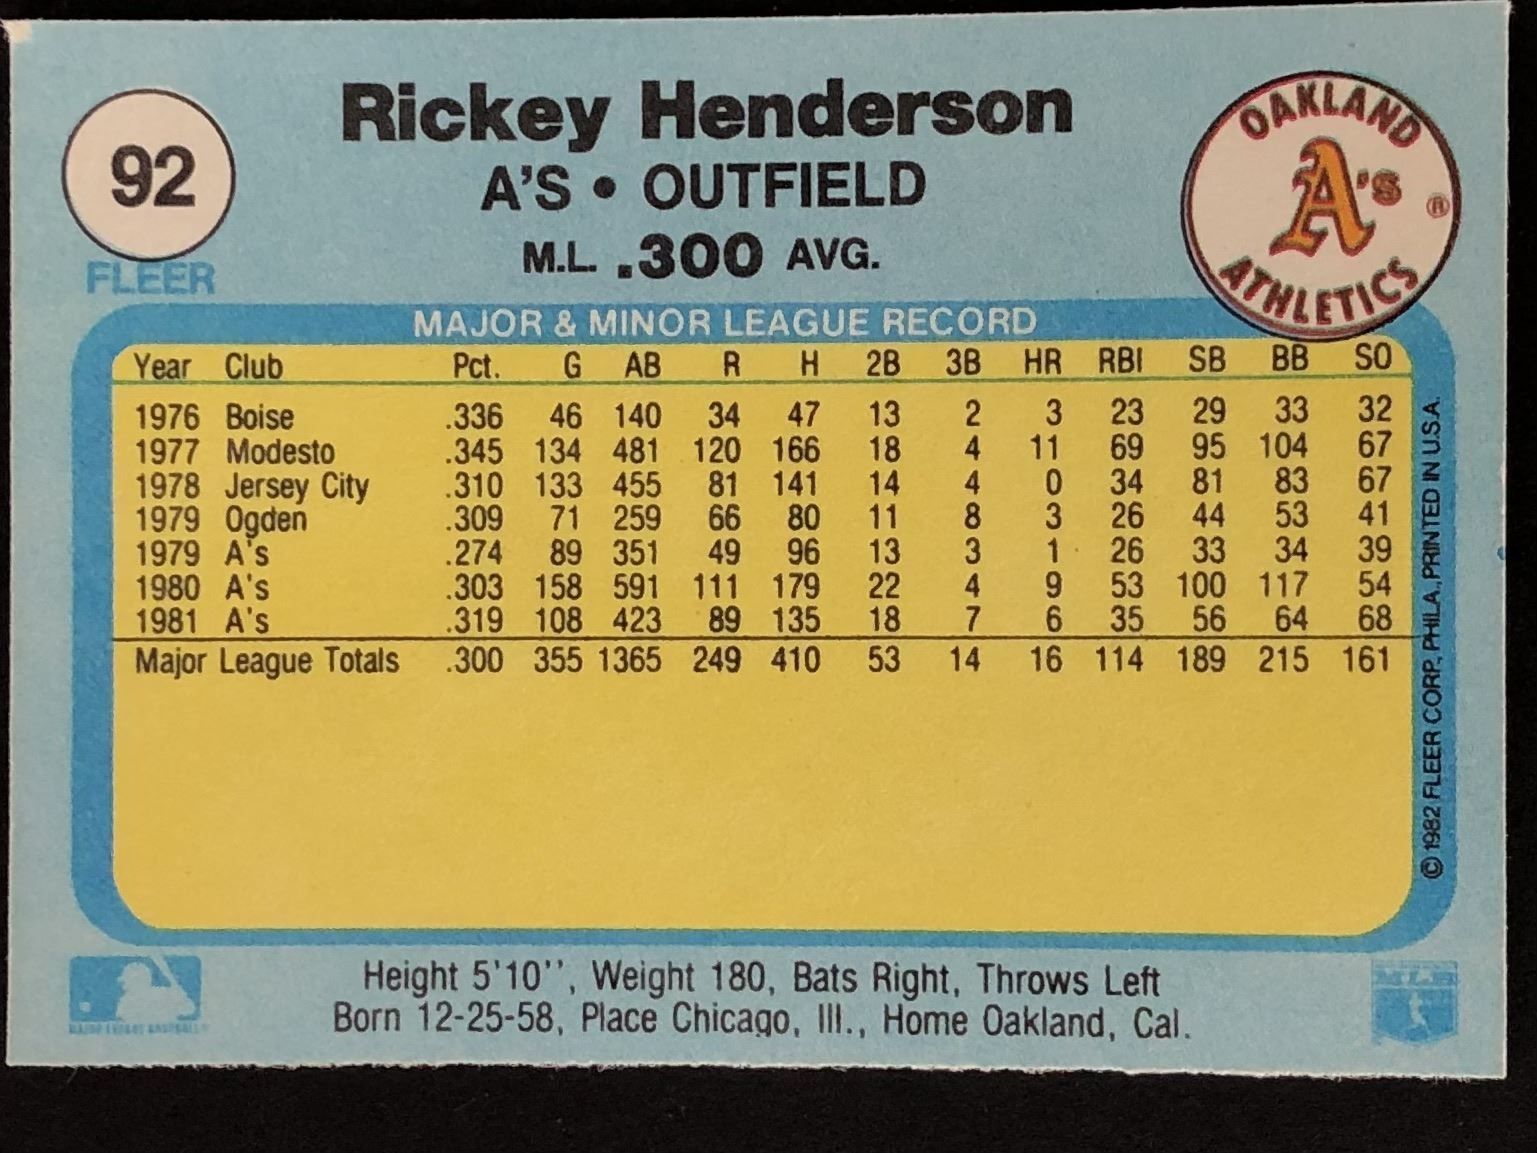 92
FLEER
Rickey Henderson
A'S • OUTFIELD
M.L. .300 AVG.
OAKLAND
A's ®
ATHLETICS
MAJOR & MINOR LEAGUE RECORD
Year Club Pct. G AB R H 2B 3B HR RBI SB BB SO
1976 Boise .336 46 140 34 47 13 2 3 23 29 33 32
1977 Modesto .345 134 481 120 166 18 4 11 69 95 104 67
1978 Jersey City .310 133 455 81 141 14 4 0 34 81 83 67
1979 Ogden .309 71 259 66 80 11 8 3 26 44 53 41
1979 A's .274 89 351 49 96 13 3 1 26 33 34 39
1980 A's .303 158 591 111 179 22 4 9 53 100 117 54
1981 A's .319 108 423 89 135 18 7 6 35 56 64 68
Major League Totals .300 355 1365 249 410 53 14 16 114 189 215 161
© 1982 FLEER CORP., PHILA., PRINTED IN U.S.A.
Height 5'10'', Weight 180, Bats Right, Throws Left
Born 12-25-58, Place Chicago, Ill., Home Oakland, Cal.
MAJOR LEAGUE BASEBALL